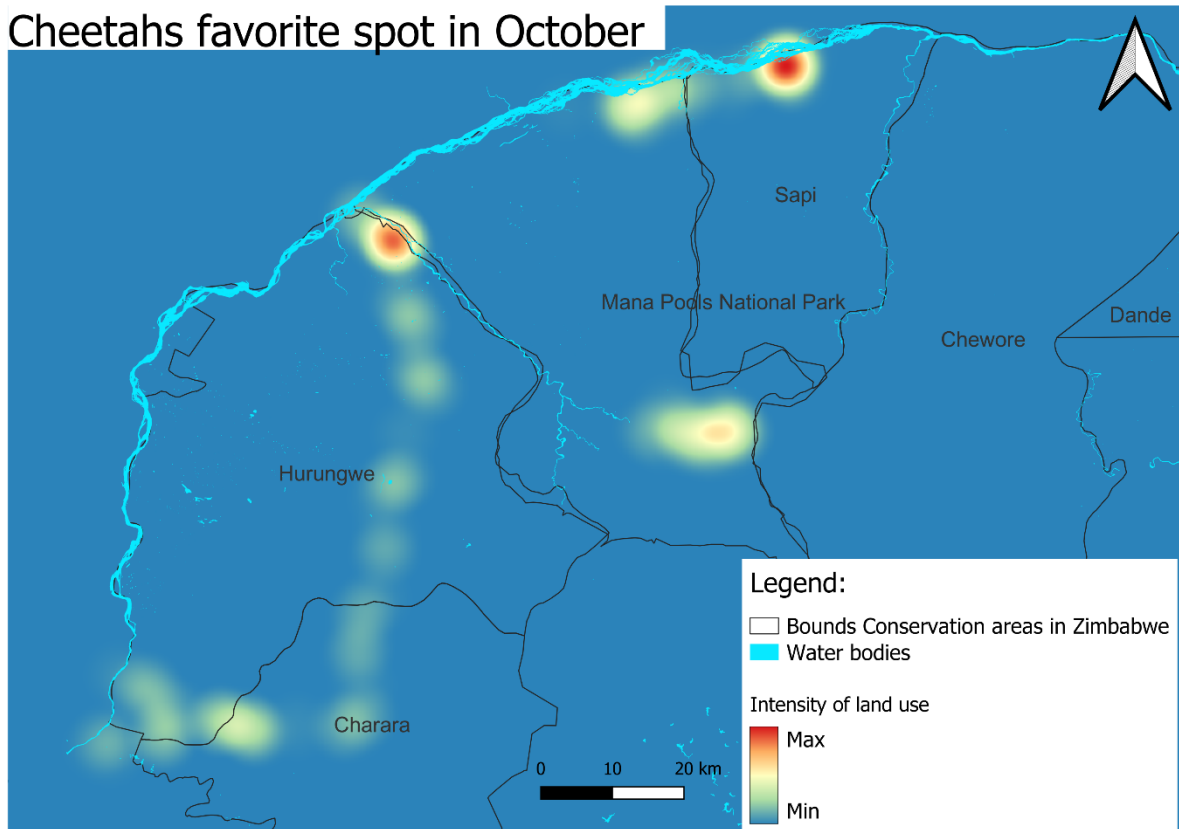 Cheetahs favorite spot in October
Sapi
Mana Pools National Park
Dande
Chewore
Hurungwe
Charara
0 10 20 km
Legend:
Bounds Conservation areas in Zimbabwe
Water bodies
Intensity of land use
Max
Min